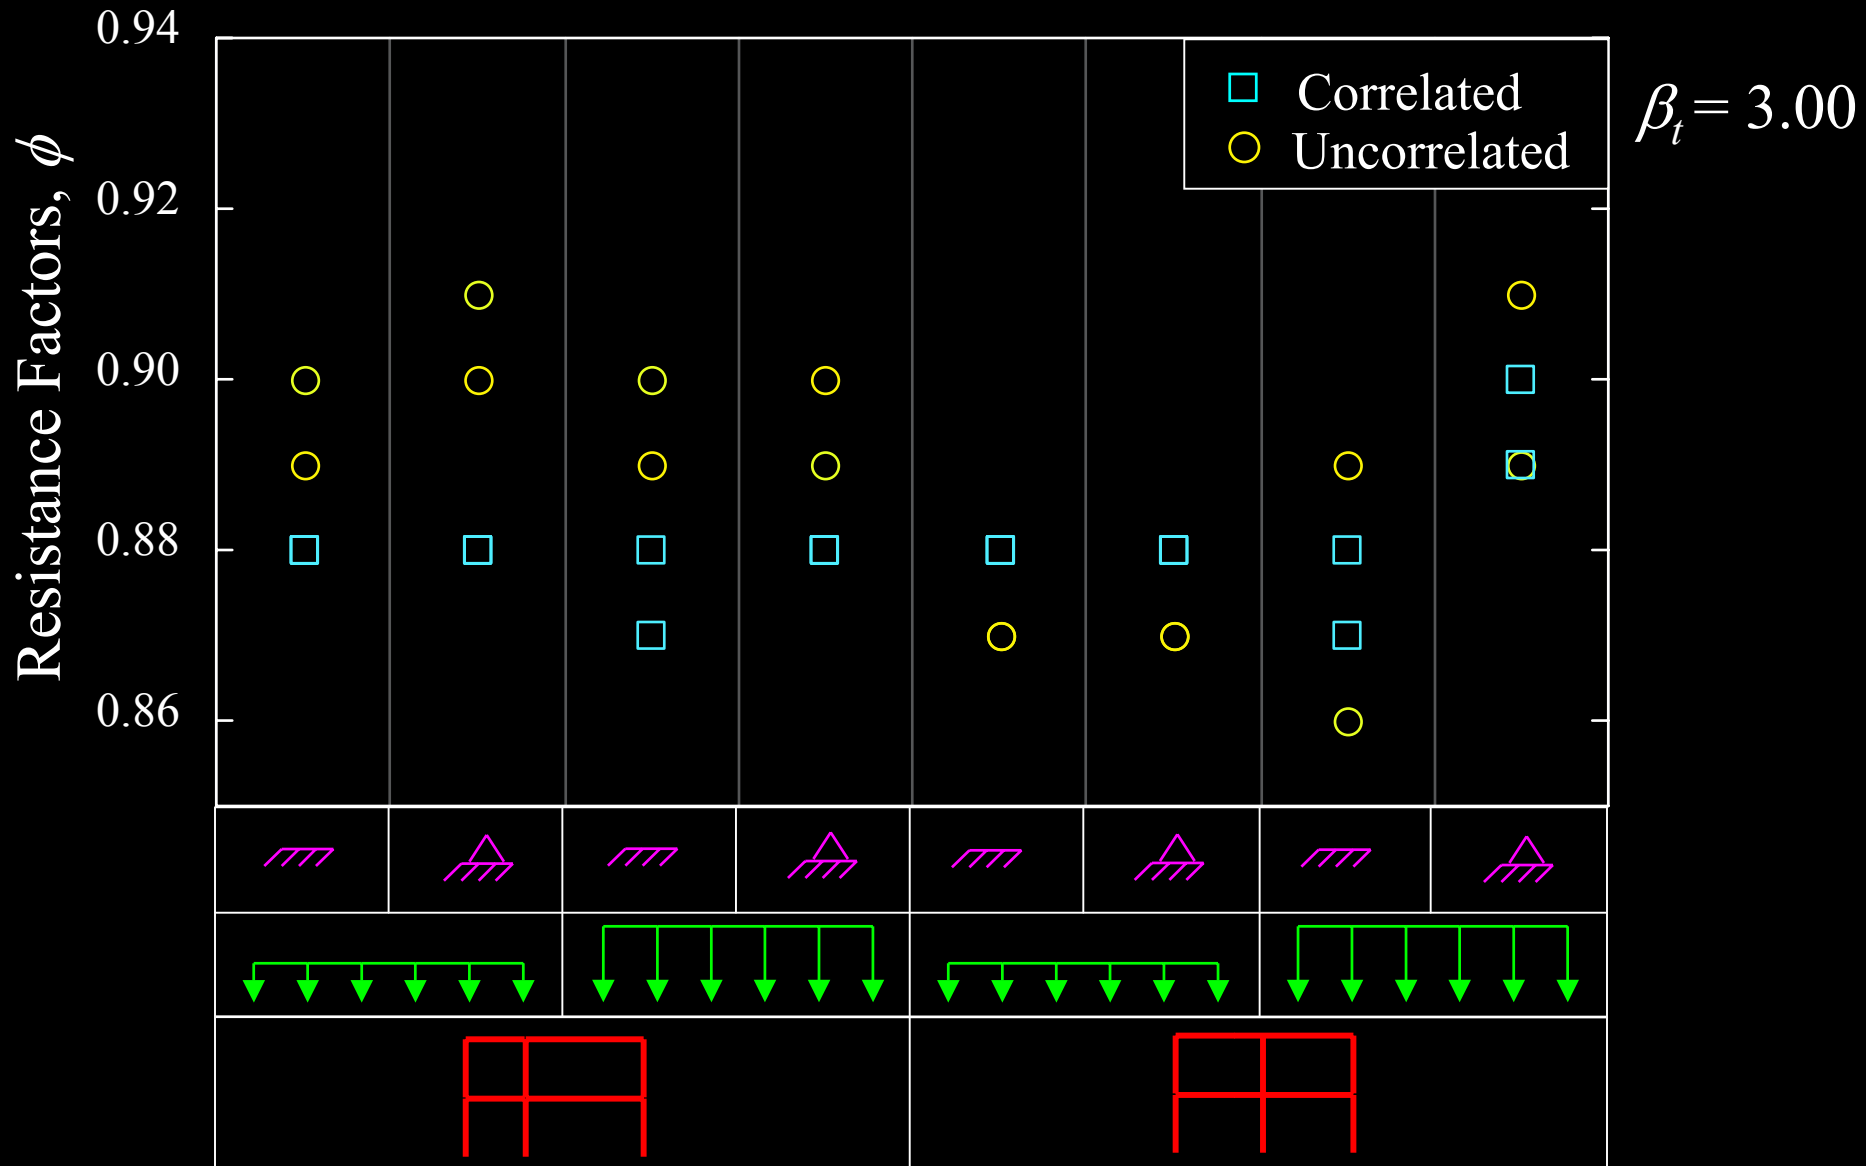 0.94
0.92
0.90
0.88
0.86
Resistance Factors, ϕ
Correlated
Uncorrelated
βt = 3.00